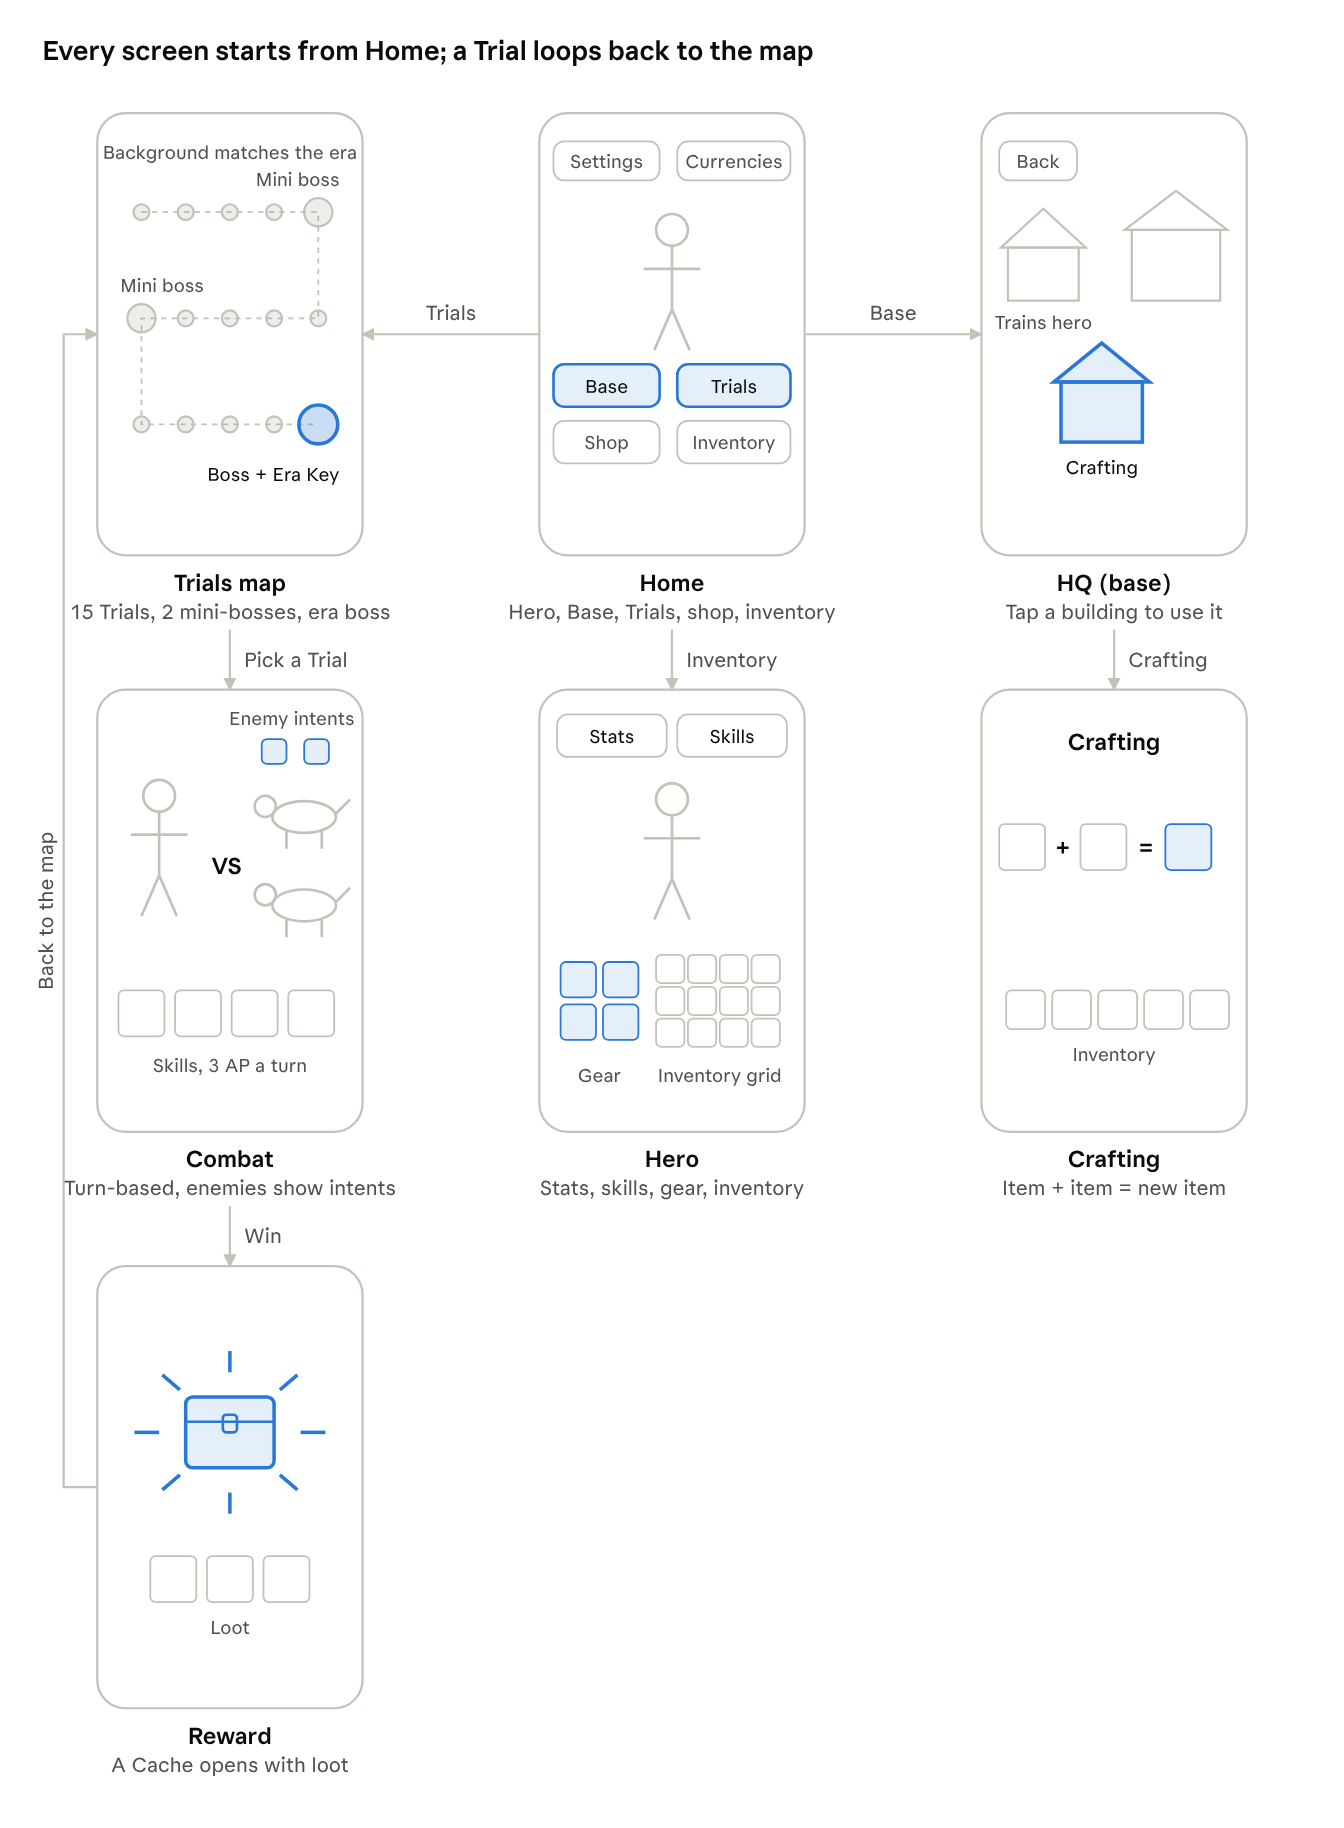 Every screen starts from Home; a Trial loops back to the map
Background matches the era
Mini boss
Mini boss
Boss + Era Key
Trials map
15 Trials, 2 mini-bosses, era boss
Trials
Settings
Currencies
Base
Trials
Shop
Inventory
Home
Hero, Base, Trials, shop, inventory
Base
Back
Trains hero
Crafting
HQ (base)
Tap a building to use it
Pick a Trial
Inventory
Crafting
Back to the map
Enemy intents
VS
Skills, 3 AP a turn
Combat
Turn-based, enemies show intents
Stats
Skills
Gear
Inventory grid
Hero
Stats, skills, gear, inventory
Crafting
+
=
Inventory
Crafting
Item + item = new item
Win
Loot
Reward
A Cache opens with loot